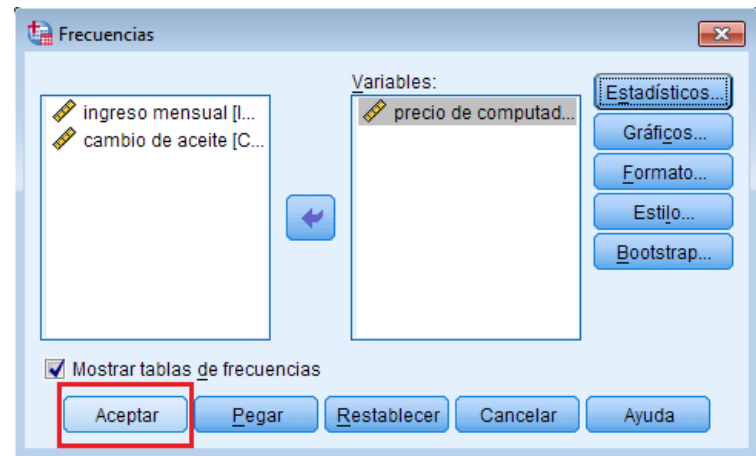 Frecuencias
ingreso mensual [I...
cambio de aceite [C...
Variables:
precio de computad...
Estadísticos...
Gráficos...
Formato...
Estilo...
Bootstrap...
Mostrar tablas de frecuencias
Aceptar Pegar Restablecer Cancelar Ayuda